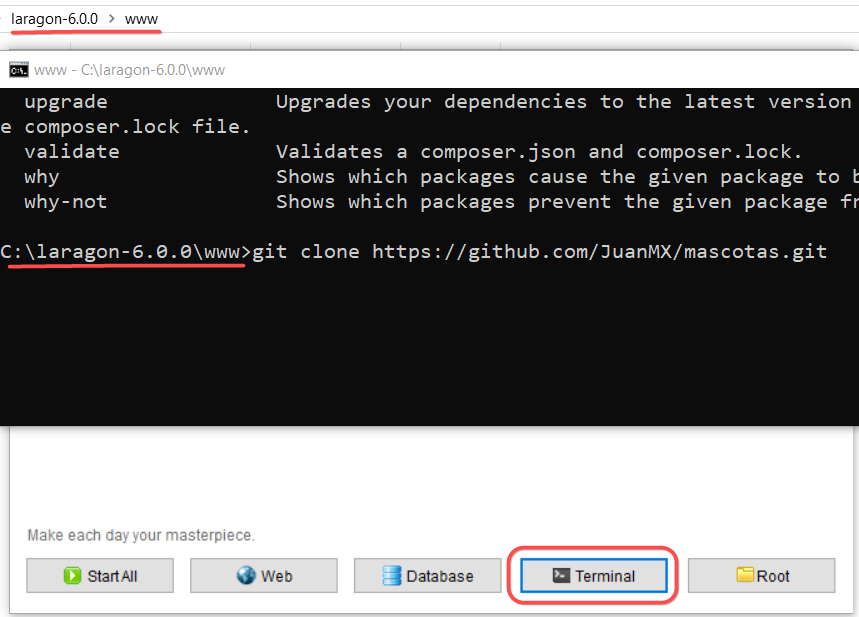 laragon-6.0.0 > www
www - C:\laragon-6.0.0\www
upgrade Upgrades your dependencies to the latest version
e composer.lock file.
validate Validates a composer.json and composer.lock.
why Shows which packages cause the given package to b
why-not Shows which packages prevent the given package fr
C:\laragon-6.0.0\www>git clone https://github.com/JuanMX/mascotas.git
Make each day your masterpiece.
Start All Web Database Terminal Root